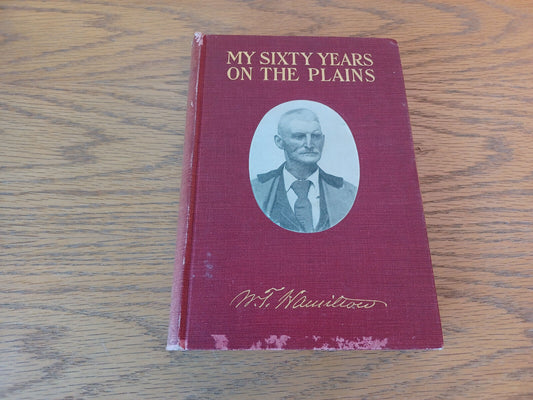 MY SIXTY YEARS
ON THE PLAINS
W. T. Hamilton